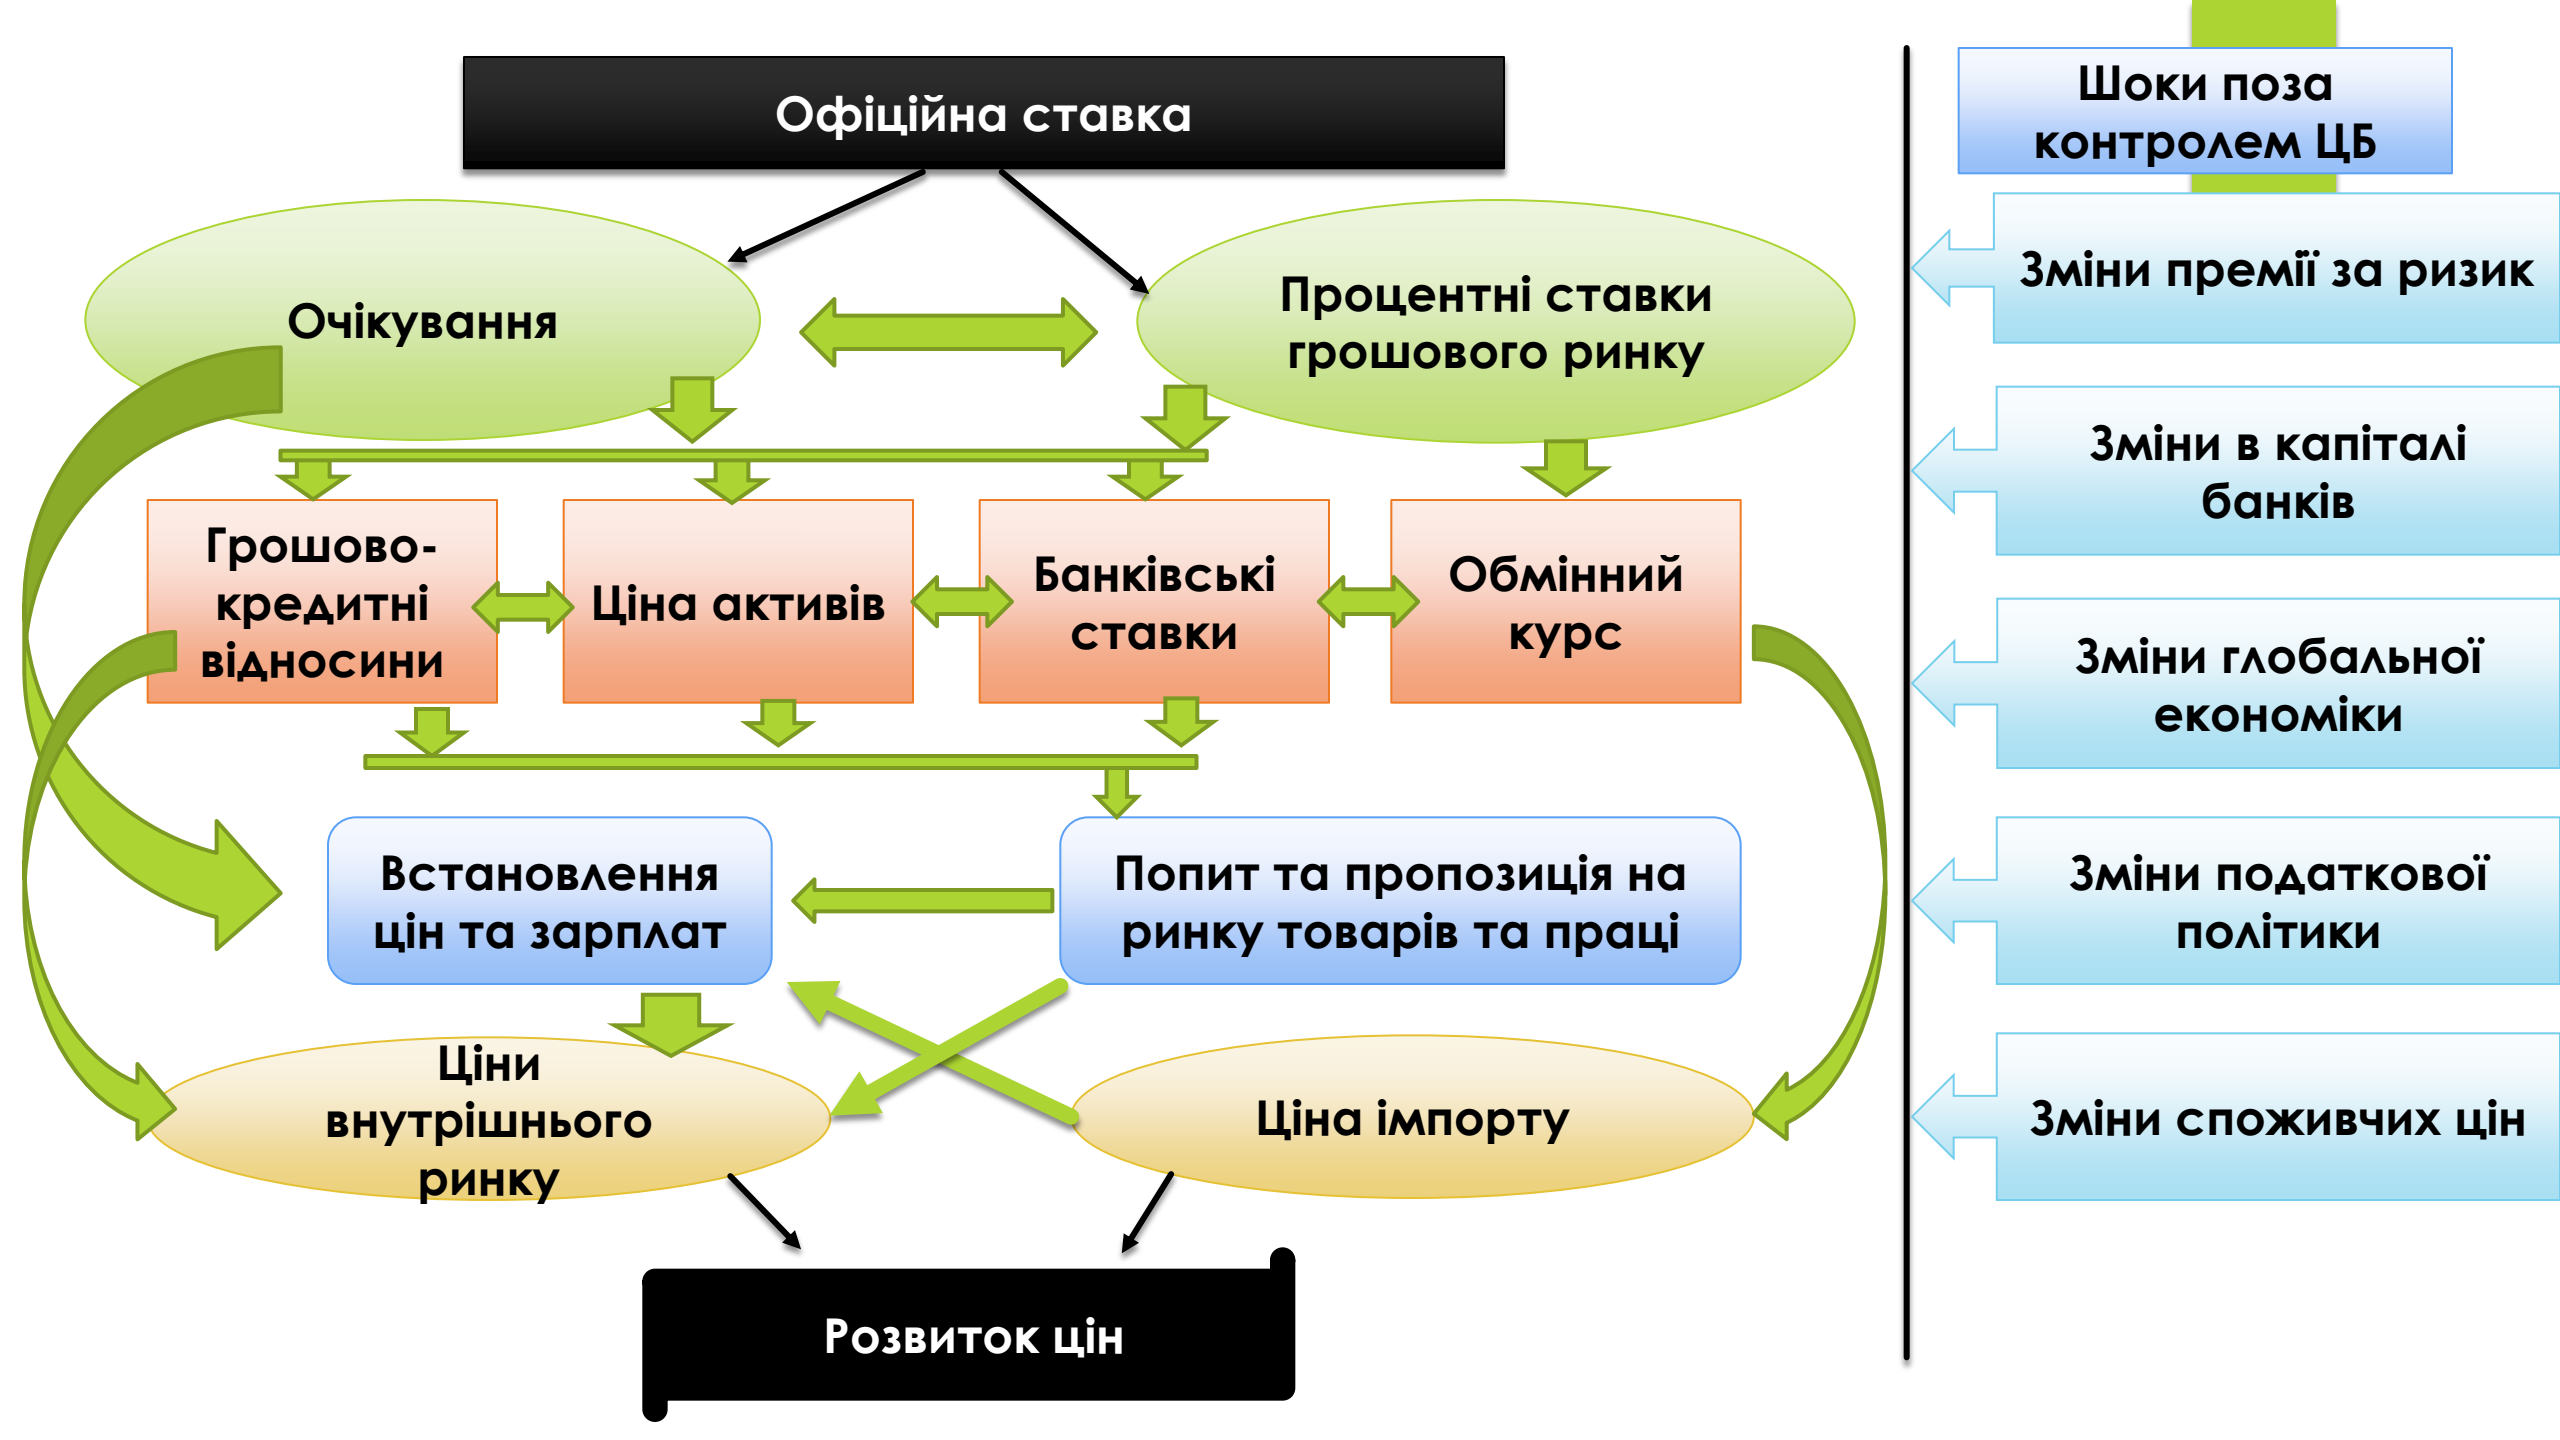 Офіційна ставка
Очікування
Процентні ставки
грошового ринку
Грошово-
кредитні
відносини
Ціна активів
Банківські
ставки
Обмінний
курс
Встановлення
цін та зарплат
Попит та пропозиція на
ринку товарів та праці
Ціни
внутрішнього
ринку
Ціна імпорту
Розвиток цін
Шоки поза
контролем ЦБ
Зміни премії за ризик
Зміни в капіталі
банків
Зміни глобальної
економіки
Зміни податкової
політики
Зміни споживчих цін